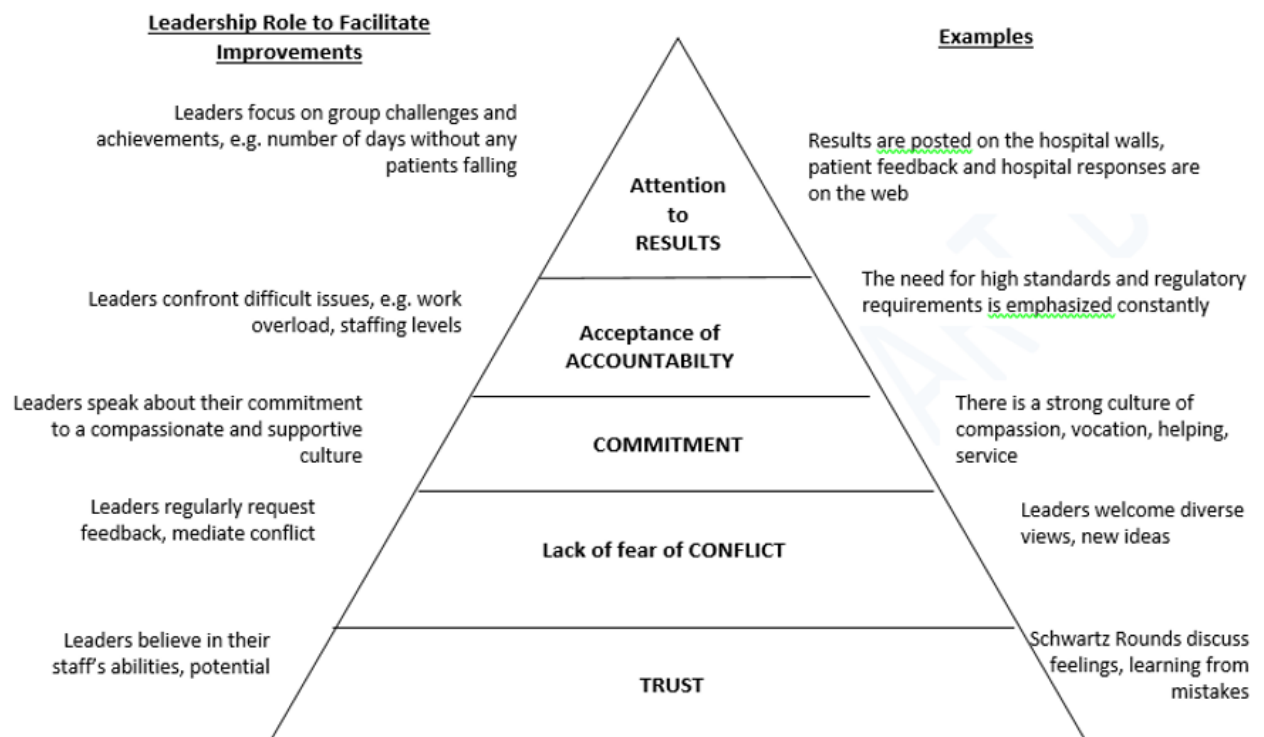 Leadership Role to Facilitate
Improvements
Examples
Leaders focus on group challenges and
achievements, e.g. number of days without any
patients falling
Attention
to
RESULTS
Results are posted on the hospital walls,
patient feedback and hospital responses are
on the web
Leaders confront difficult issues, e.g. work
overload, staffing levels
Acceptance of
ACCOUNTABILTY
The need for high standards and regulatory
requirements is emphasized constantly
Leaders speak about their commitment
to a compassionate and supportive
culture
COMMITMENT
There is a strong culture of
compassion, vocation, helping,
service
Leaders regularly request
feedback, mediate conflict
Lack of fear of CONFLICT
Leaders welcome diverse
views, new ideas
Leaders believe in their
staff's abilities, potential
TRUST
Schwartz Rounds discuss
feelings, learning from
mistakes